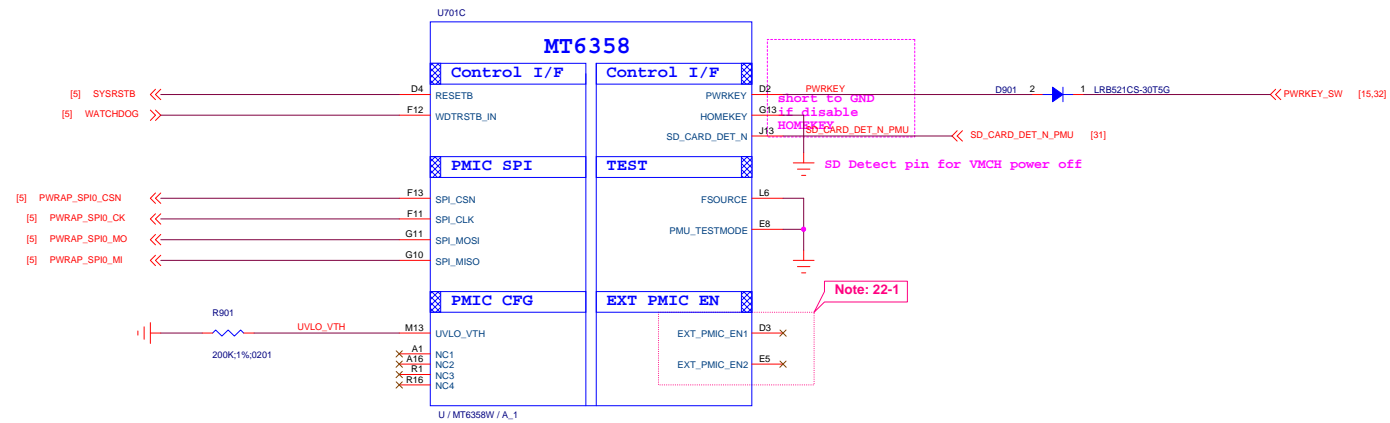 U701C
MT6358
Control I/F
Control I/F
[5] SYSRSTB
D4
RESETB
PWRKEY
D2
PWRKEY
D901
2
1
LRB521CS-30T5G
PWRKEY_SW [15,32]
short to GND
if disable
HOMEKEY
[5] WATCHDOG
F12
WDTRSTB_IN
HOMEKEY
G13
SD_CARD_DET_N
J13
SD_CARD_DET_N_PMU
SD_CARD_DET_N_PMU [31]
PMIC SPI
TEST
SD Detect pin for VMCH power off
[5] PWRAP_SPI0_CSN
F13
SPI_CSN
FSOURCE
L6
[5] PWRAP_SPI0_CK
F11
SPI_CLK
[5] PWRAP_SPI0_MO
G11
SPI_MOSI
PMU_TESTMODE
E8
[5] PWRAP_SPI0_MI
G10
SPI_MISO
Note: 22-1
PMIC CFG
EXT PMIC EN
R901
UVLO_VTH
M13
UVLO_VTH
EXT_PMIC_EN1
D3
200K;1%;0201
A1
NC1
A16
NC2
EXT_PMIC_EN2
E5
R1
NC3
R16
NC4
U / MT6358W / A_1